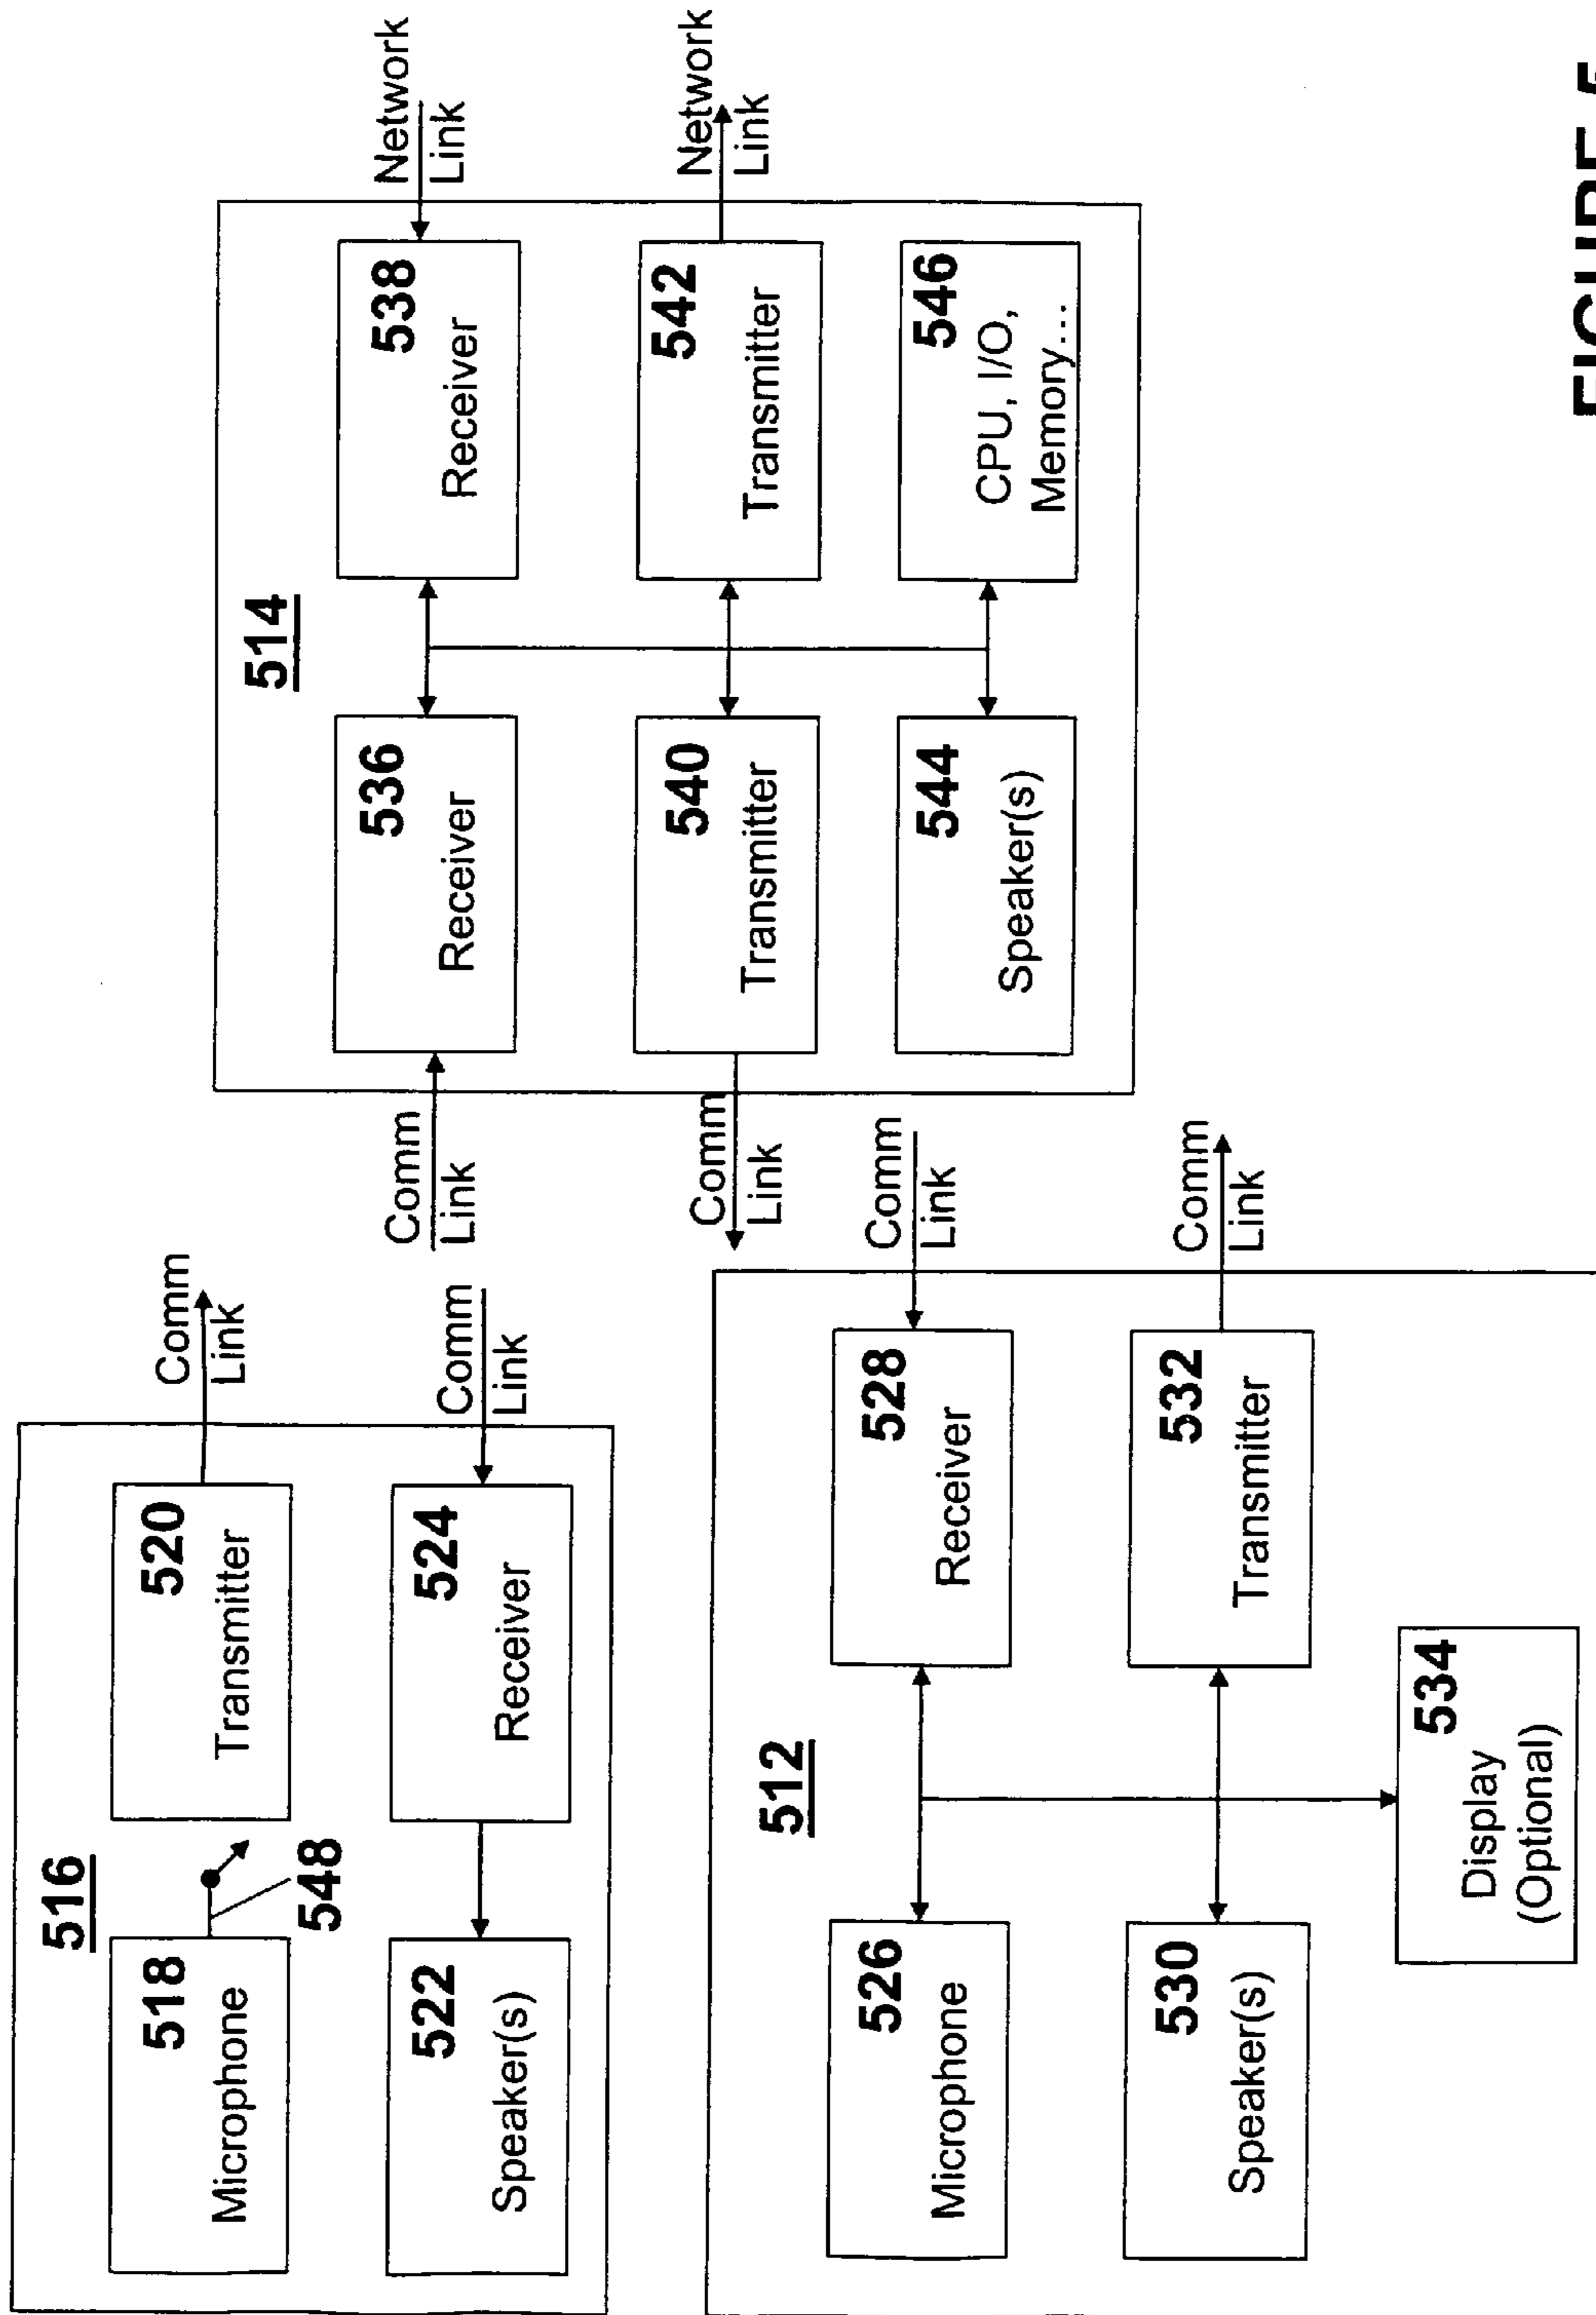 516
518
Microphone
548
520
Transmitter
Comm
Link
522
Speaker(s)
524
Receiver
Comm
Link
512
526
Microphone
528
Receiver
Comm
Link
530
Speaker(s)
532
Transmitter
Comm
Link
534
Display
(Optional)
514
Comm
Link
536
Receiver
538
Receiver
Network
Link
Comm
Link
540
Transmitter
542
Transmitter
Network
Link
544
Speaker(s)
546
CPU, I/O,
Memory...
FIGURE 5